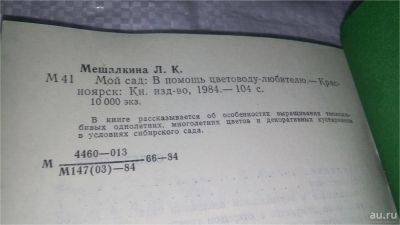 Мешалкина Л. К.
М 41 Мой сад: В помощь цветоводу-любителю.— Крас-
ноярск: Кн. изд-во, 1984.— 104 с.
10 000 экз.
В книге рассказывается об особенностях выращивания теплолю-
бивых однолетних, многолетних цветов и декоративных кустарников
в условиях сибирского сада.
4460—013
М ————— 66—84
М147(03)—84
au.ru